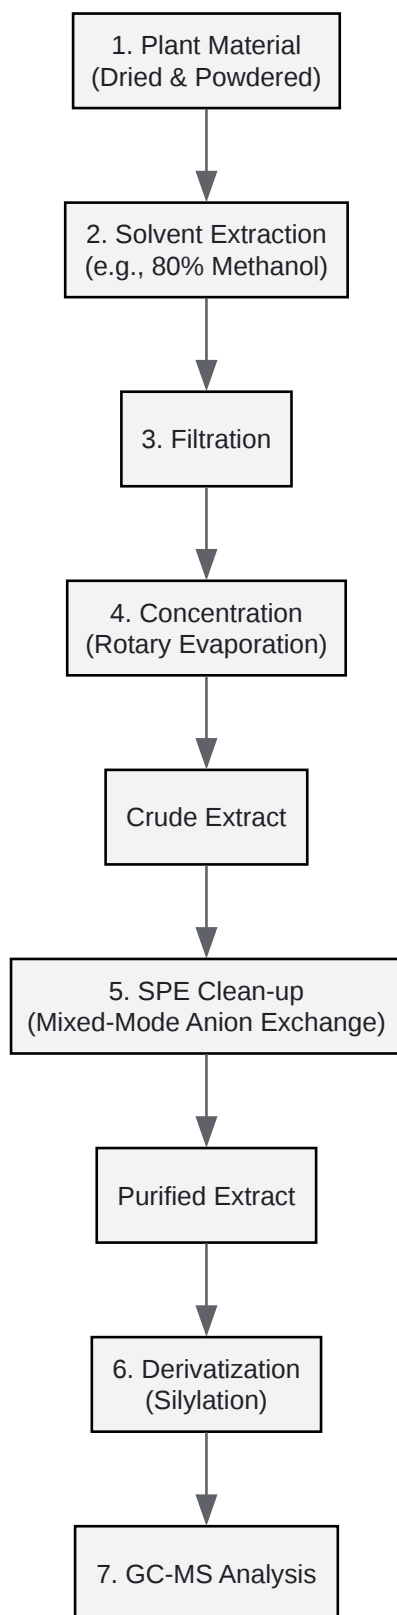 1. Plant Material
(Dried & Powdered)
2. Solvent Extraction
(e.g., 80% Methanol)
3. Filtration
4. Concentration
(Rotary Evaporation)
Crude Extract
5. SPE Clean-up
(Mixed-Mode Anion Exchange)
Purified Extract
6. Derivatization
(Silylation)
7. GC-MS Analysis